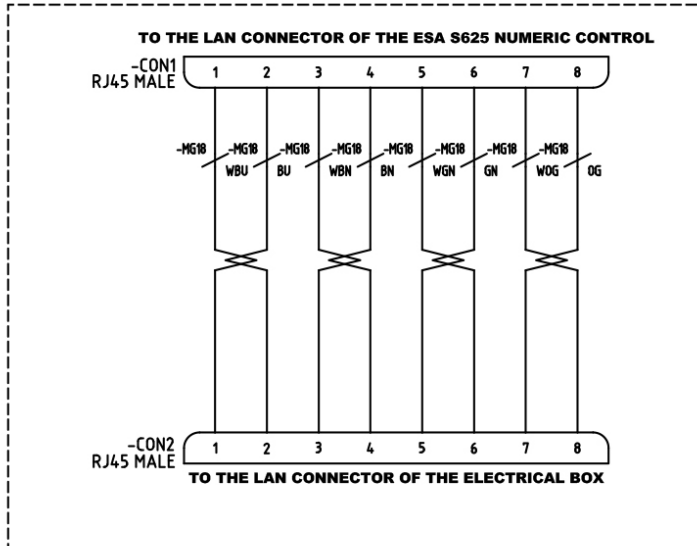 TO THE LAN CONNECTOR OF THE ESA S625 NUMERIC CONTROL
-CON1
RJ45 MALE
1 2 3 4 5 6 7 8
-MG18 -MG18 -MG18 -MG18 -MG18 -MG18 -MG18 -MG18
WBU BU WBN BN WGN GN WOG OG
-CON2
RJ45 MALE
1 2 3 4 5 6 7 8
TO THE LAN CONNECTOR OF THE ELECTRICAL BOX